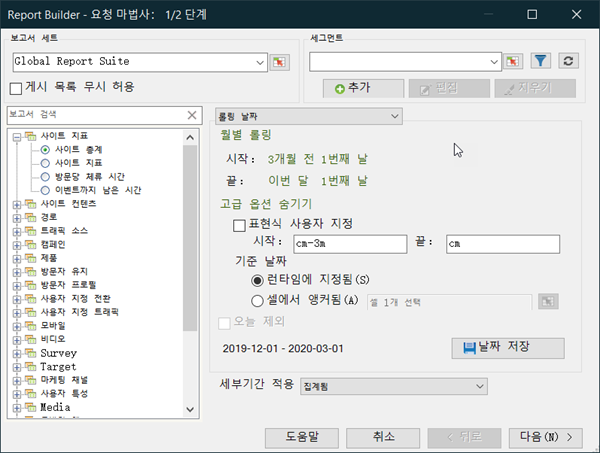 Report Builder - 요청 마법사: 1/2 단계
보고서 세트
Global Report Suite
게시 목록 무시 허용
세그먼트
추가
편집
지우기
보고서 검색
사이트 지표
사이트 총계
사이트 지표
방문당 체류 시간
이벤트까지 남은 시간
사이트 컨텐츠
경로
트래픽 소스
캠페인
제품
방문자 유지
방문자 프로필
사용자 지정 전환
사용자 지정 트래픽
모바일
비디오
Survey
Target
마케팅 채널
사용자 특성
Media
롤링 날짜
월별 롤링
시작: 3개월 전 1번째 날
끝: 이번 달 1번째 날
고급 옵션 숨기기
표현식 사용자 지정
시작: cm-3m 끝: cm
기준 날짜
런타임에 지정됨(S)
셀에서 앵커됨(A) 셀 1개 선택
오늘 제외
2019-12-01 - 2020-03-01
날짜 저장
세부기간 적용 집계됨
도움말
취소
< 뒤로
다음(N) >